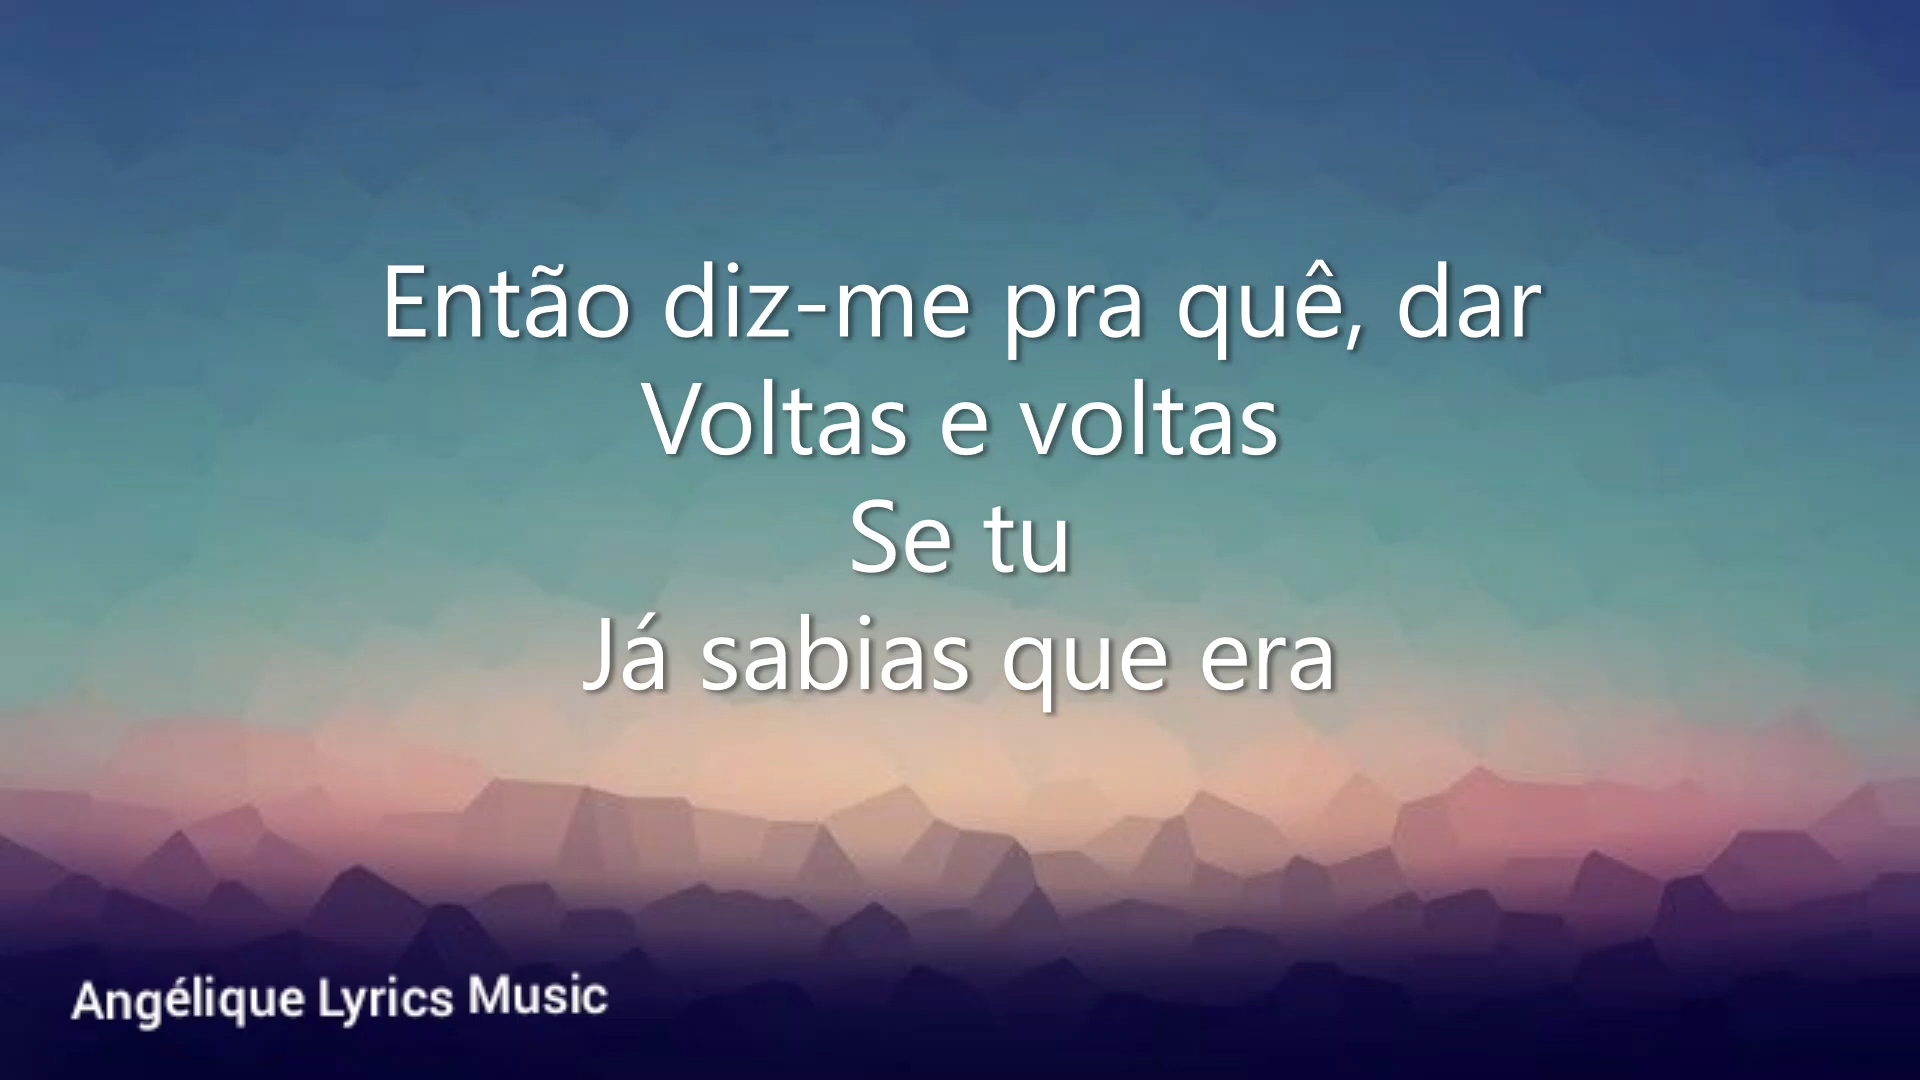 Então diz-me pra quê, dar
Voltas e voltas
Se tu
Já sabias que era
Angélique Lyrics Music